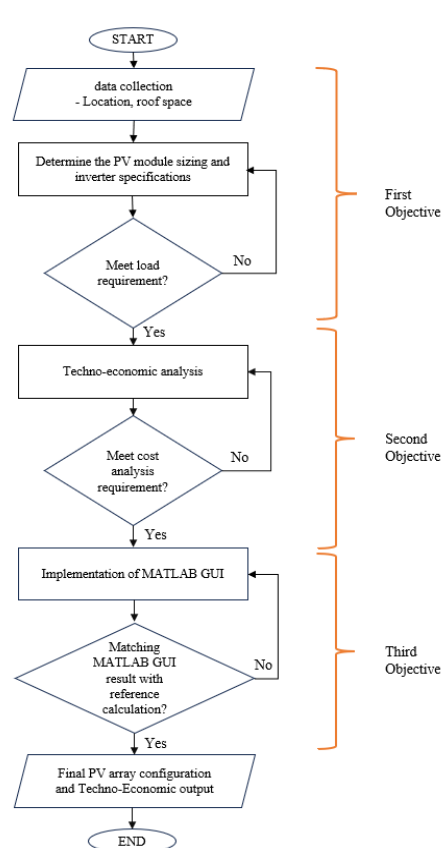 START
data collection
- Location, roof space
Determine the PV module sizing and
inverter specifications
First
Objective
Meet load
requirement?
No
Yes
Techno-economic analysis
Second
Objective
Meet cost
analysis
requirement?
No
Yes
Implementation of MATLAB GUI
Third
Objective
Matching
MATLAB GUI
result with
reference
calculation?
No
Yes
Final PV array configuration
and Techno-Economic output
END